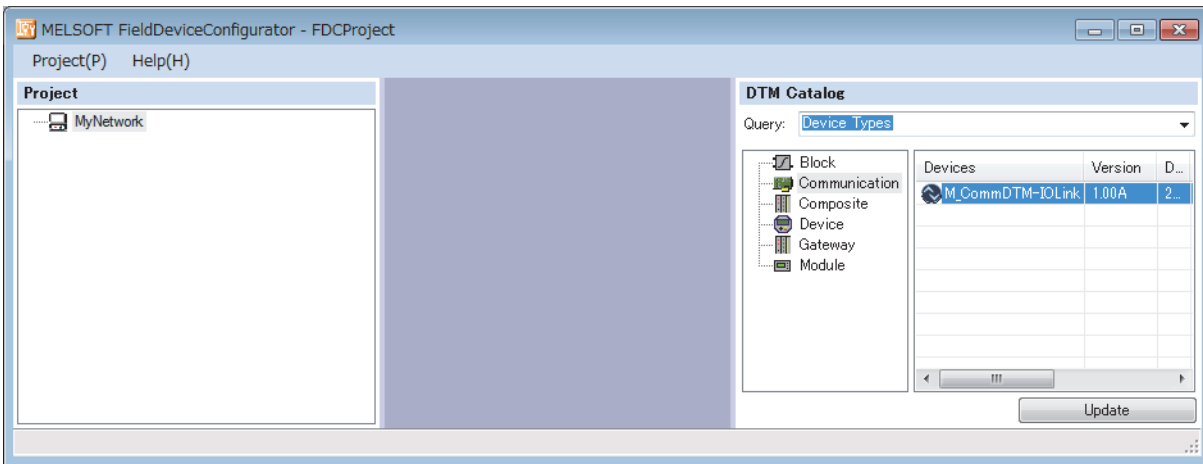 MELSOFT FieldDeviceConfigurator - FDCProject
Project(P) Help(H)
Project
MyNetwork
DTM Catalog
Query: Device Types
Block
Communication
Composite
Device
Gateway
Module
Devices Version D...
M_CommDTM-IOLink 1.00A 2...
Update